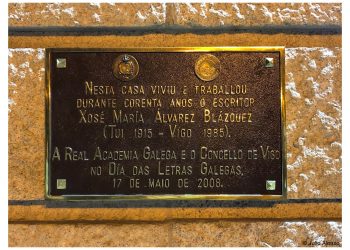 Nesta casa viviu e traballou
durante corenta anos o escritor
Xosé María Alvarez Blázquez
(Tui 1915 - Vigo 1985).
A Real Academia Galega e o Concello de Vigo
no Día das Letras Galegas,
17 de maio de 2008.